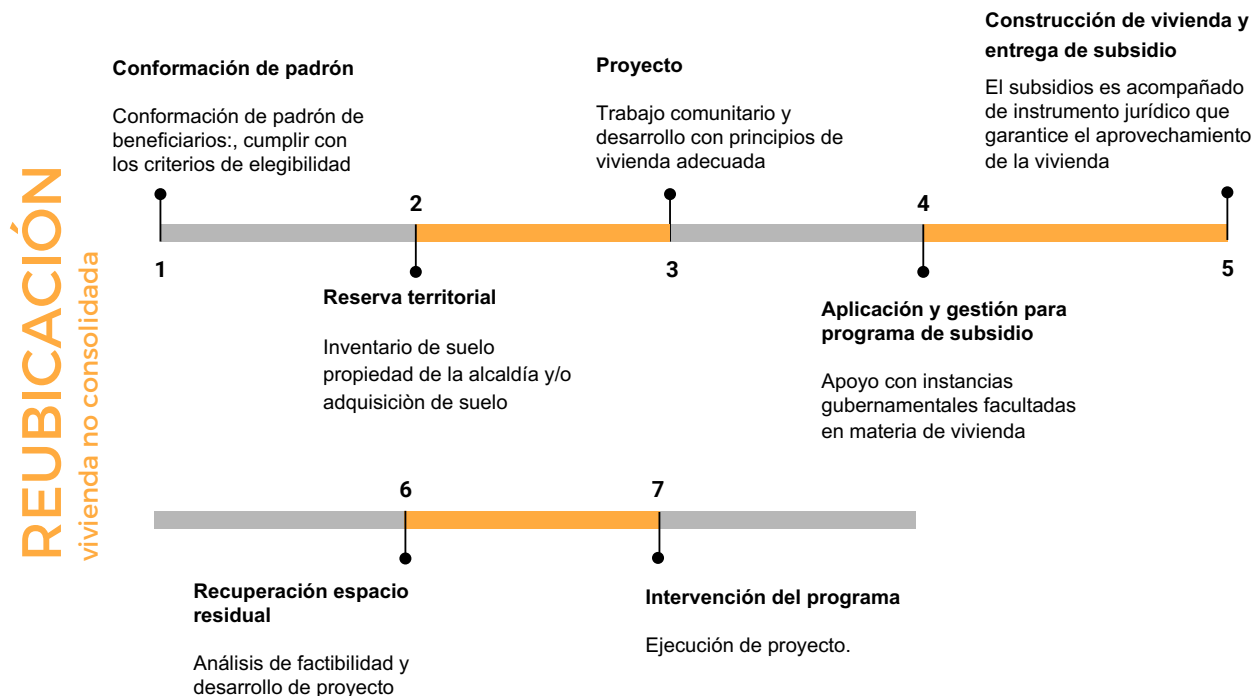 REUBICACIÓN
vivienda no consolidada
Conformación de padrón
Conformación de padrón de
beneficiarios:, cumplir con
los criterios de elegibilidad
1
2
Reserva territorial
Inventario de suelo
propiedad de la alcaldía y/o
adquisiciòn de suelo
Proyecto
Trabajo comunitario y
desarrollo con principios de
vivienda adecuada
3
4
Aplicación y gestión para
programa de subsidio
Apoyo con instancias
gubernamentales facultadas
en materia de vivienda
Construcción de vivienda y
entrega de subsidio
El subsidios es acompañado
de instrumento jurídico que
garantice el aprovechamiento
de la vivienda
5
6
Recuperación espacio
residual
Análisis de factibilidad y
desarrollo de proyecto
7
Intervención del programa
Ejecución de proyecto.